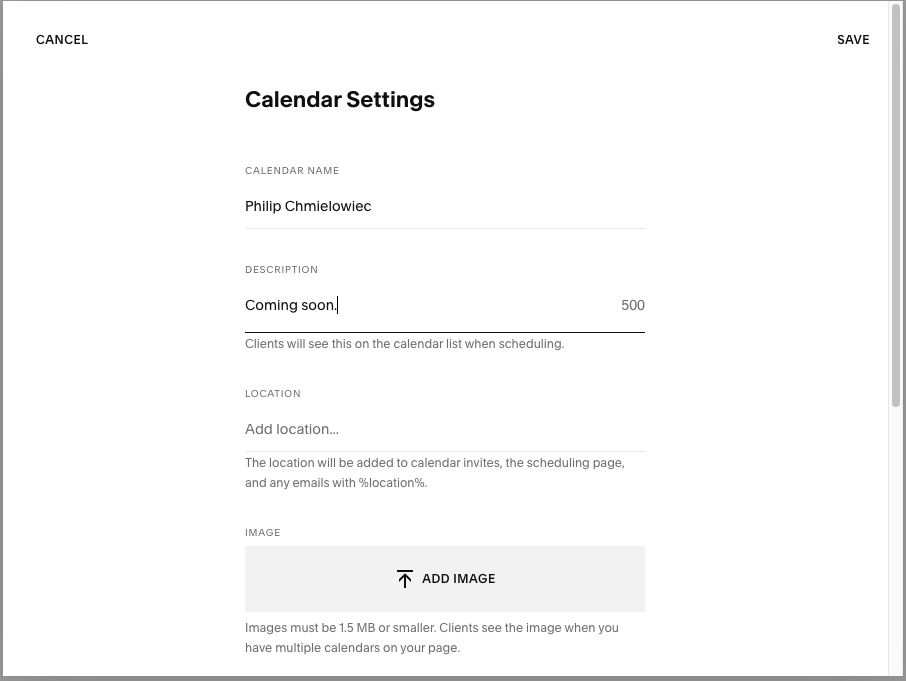 CANCEL
SAVE
Calendar Settings
CALENDAR NAME
Philip Chmielowiec
DESCRIPTION
Coming soon.
500
Clients will see this on the calendar list when scheduling.
LOCATION
Add location...
The location will be added to calendar invites, the scheduling page,
and any emails with %location%.
IMAGE
ADD IMAGE
Images must be 1.5 MB or smaller. Clients see the image when you
have multiple calendars on your page.